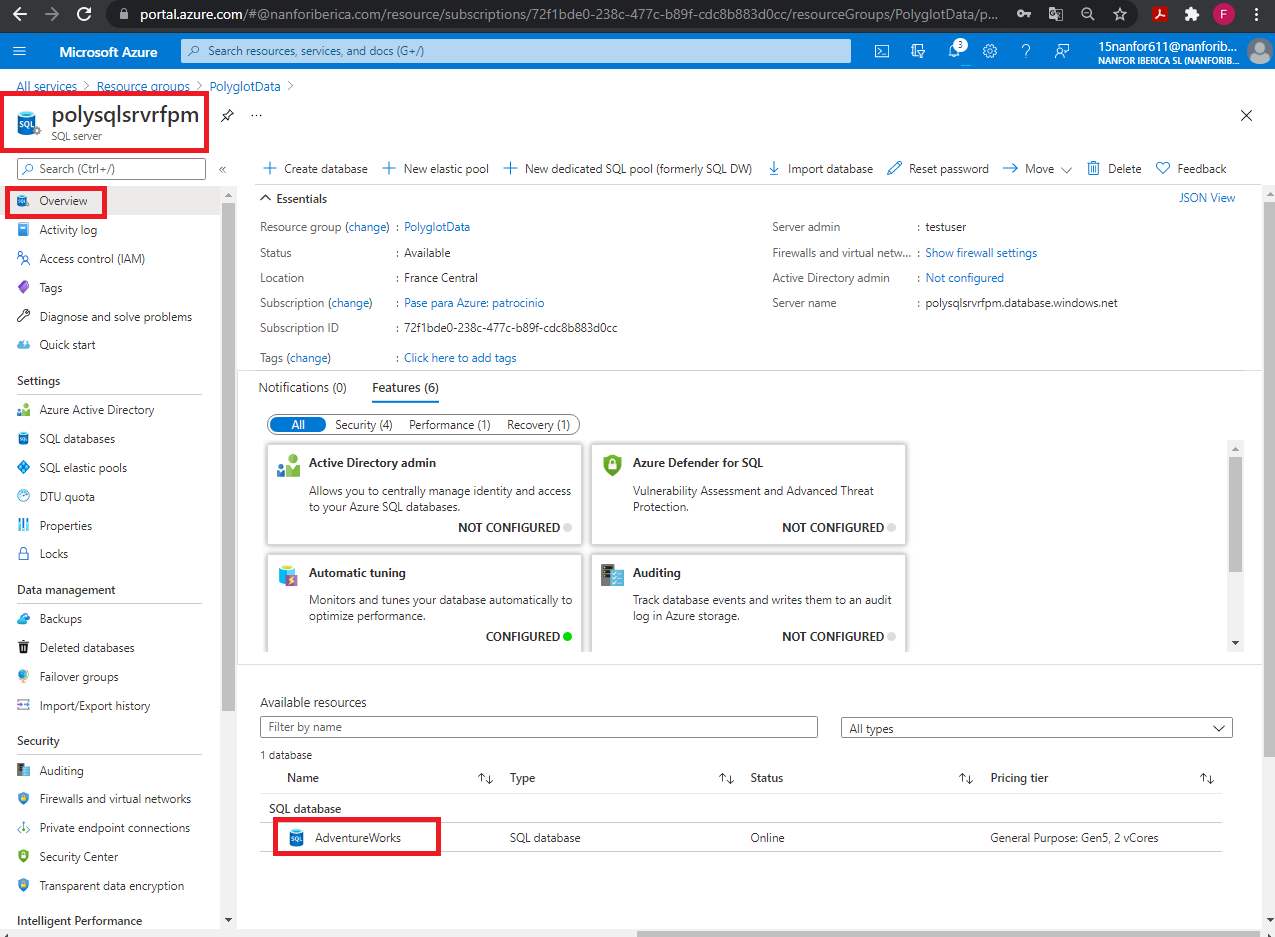 portal.azure.com/#@nanforiberica.com/resource/subscriptions/72f1bde0-238c-477c-b89f-cdc8b883d0cc/resourceGroups/PolyglotData/p...
F
Microsoft Azure
Search resources, services, and docs (G+/)
3
15nanfor611@nanforib...
NANFOR IBERICA SL (NANFORIB...
All services > Resource groups > PolyglotData >
polysqlsrvrfpm
SQL server
...
Search (Ctrl+/)
«
Create database
New elastic pool
New dedicated SQL pool (formerly SQL DW)
Import database
Reset password
Move
Delete
Feedback
Overview
Activity log
Access control (IAM)
Tags
Diagnose and solve problems
Quick start
Settings
Azure Active Directory
SQL databases
SQL elastic pools
DTU quota
Properties
Locks
Data management
Backups
Deleted databases
Failover groups
Import/Export history
Security
Auditing
Firewalls and virtual networks
Private endpoint connections
Security Center
Transparent data encryption
Intelligent Performance
Essentials
JSON View
Resource group (change) : PolyglotData
Status : Available
Location : France Central
Subscription (change) : Pase para Azure: patrocinio
Subscription ID : 72f1bde0-238c-477c-b89f-cdc8b883d0cc
Tags (change) : Click here to add tags
Server admin : testuser
Firewalls and virtual netw... : Show firewall settings
Active Directory admin : Not configured
Server name : polysqlsrvrfpm.database.windows.net
Notifications (0)
Features (6)
All
Security (4)
Performance (1)
Recovery (1)
Active Directory admin
Allows you to centrally manage identity and access
to your Azure SQL databases.
NOT CONFIGURED
Azure Defender for SQL
Vulnerability Assessment and Advanced Threat
Protection.
NOT CONFIGURED
Automatic tuning
Monitors and tunes your database automatically to
optimize performance.
CONFIGURED
Auditing
Track database events and writes them to an audit
log in Azure storage.
NOT CONFIGURED
Available resources
Filter by name
All types
1 database
Name
Type
Status
Pricing tier
SQL database
AdventureWorks
SQL database
Online
General Purpose: Gen5, 2 vCores